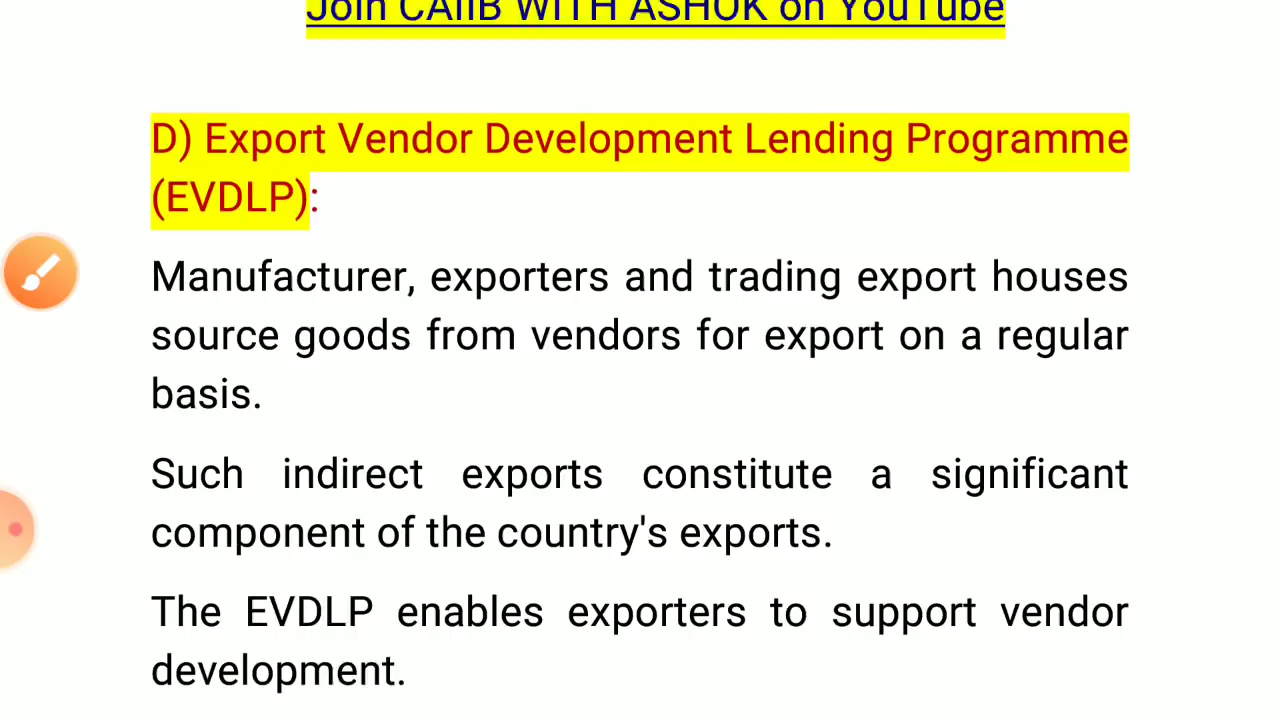 Join CAIIB WITH ASHOK on YouTube
D) Export Vendor Development Lending Programme
(EVDLP):
Manufacturer, exporters and trading export houses
source goods from vendors for export on a regular
basis.
Such indirect exports constitute a significant
component of the country's exports.
The EVDLP enables exporters to support vendor
development.